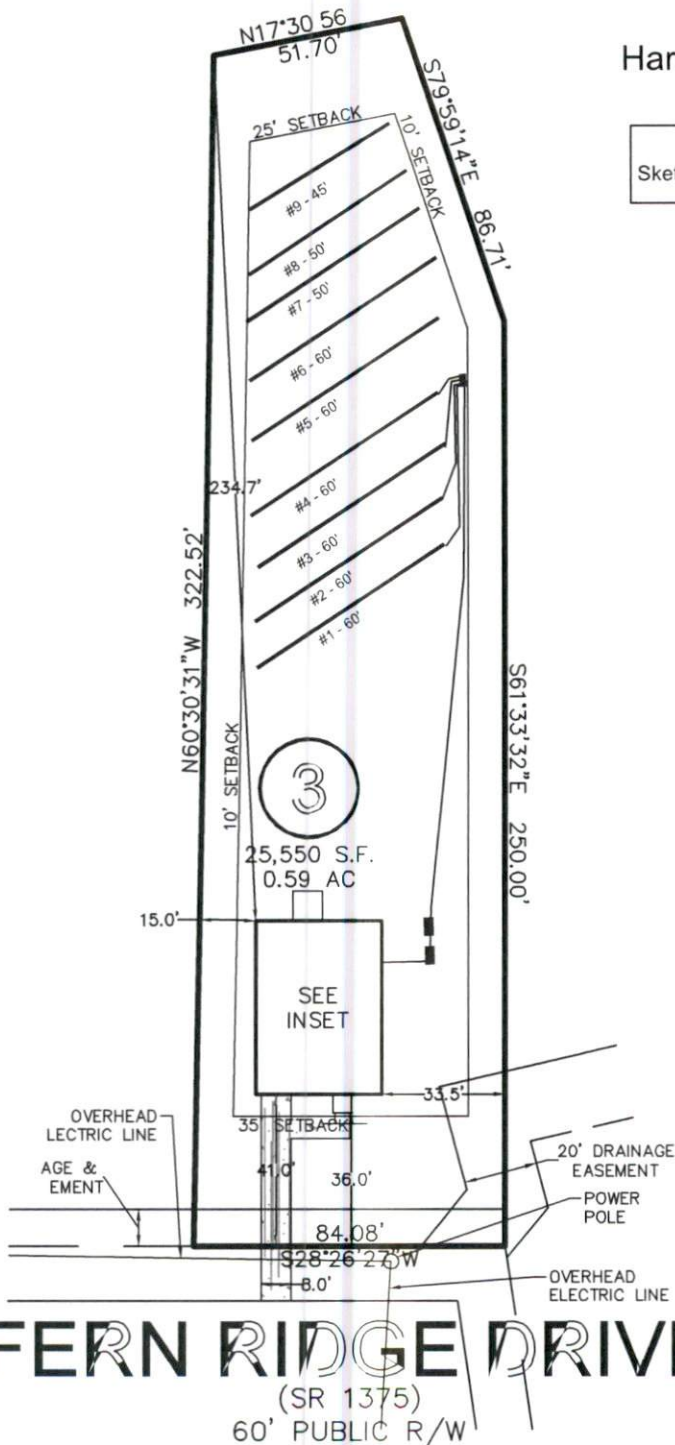 N17°30 56
51.70'
Har
S79°59'14"E 86.71'
25' SETBACK
10' SETBACK
Sket
#9 - 45'
#8 - 50'
#7 - 50'
#6 - 60'
#5 - 60'
234.7'
#4 - 60'
#3 - 60'
#2 - 60'
#1 - 60'
N60°30'31"W 322.52'
S61°33'32"E 250.00'
10' SETBACK
3
25,550 S.F.
0.59 AC
15.0'
SEE
INSET
33.5'
OVERHEAD
LECTRIC LINE
35' SETBACK
AGE &
EMENT
41.0'
36.0'
20' DRAINAGE
EASEMENT
POWER
POLE
84.08'
S28°26'27"W
8.0'
OVERHEAD
ELECTRIC LINE
FERN RIDGE DRIV
(SR 1375)
60' PUBLIC R/W